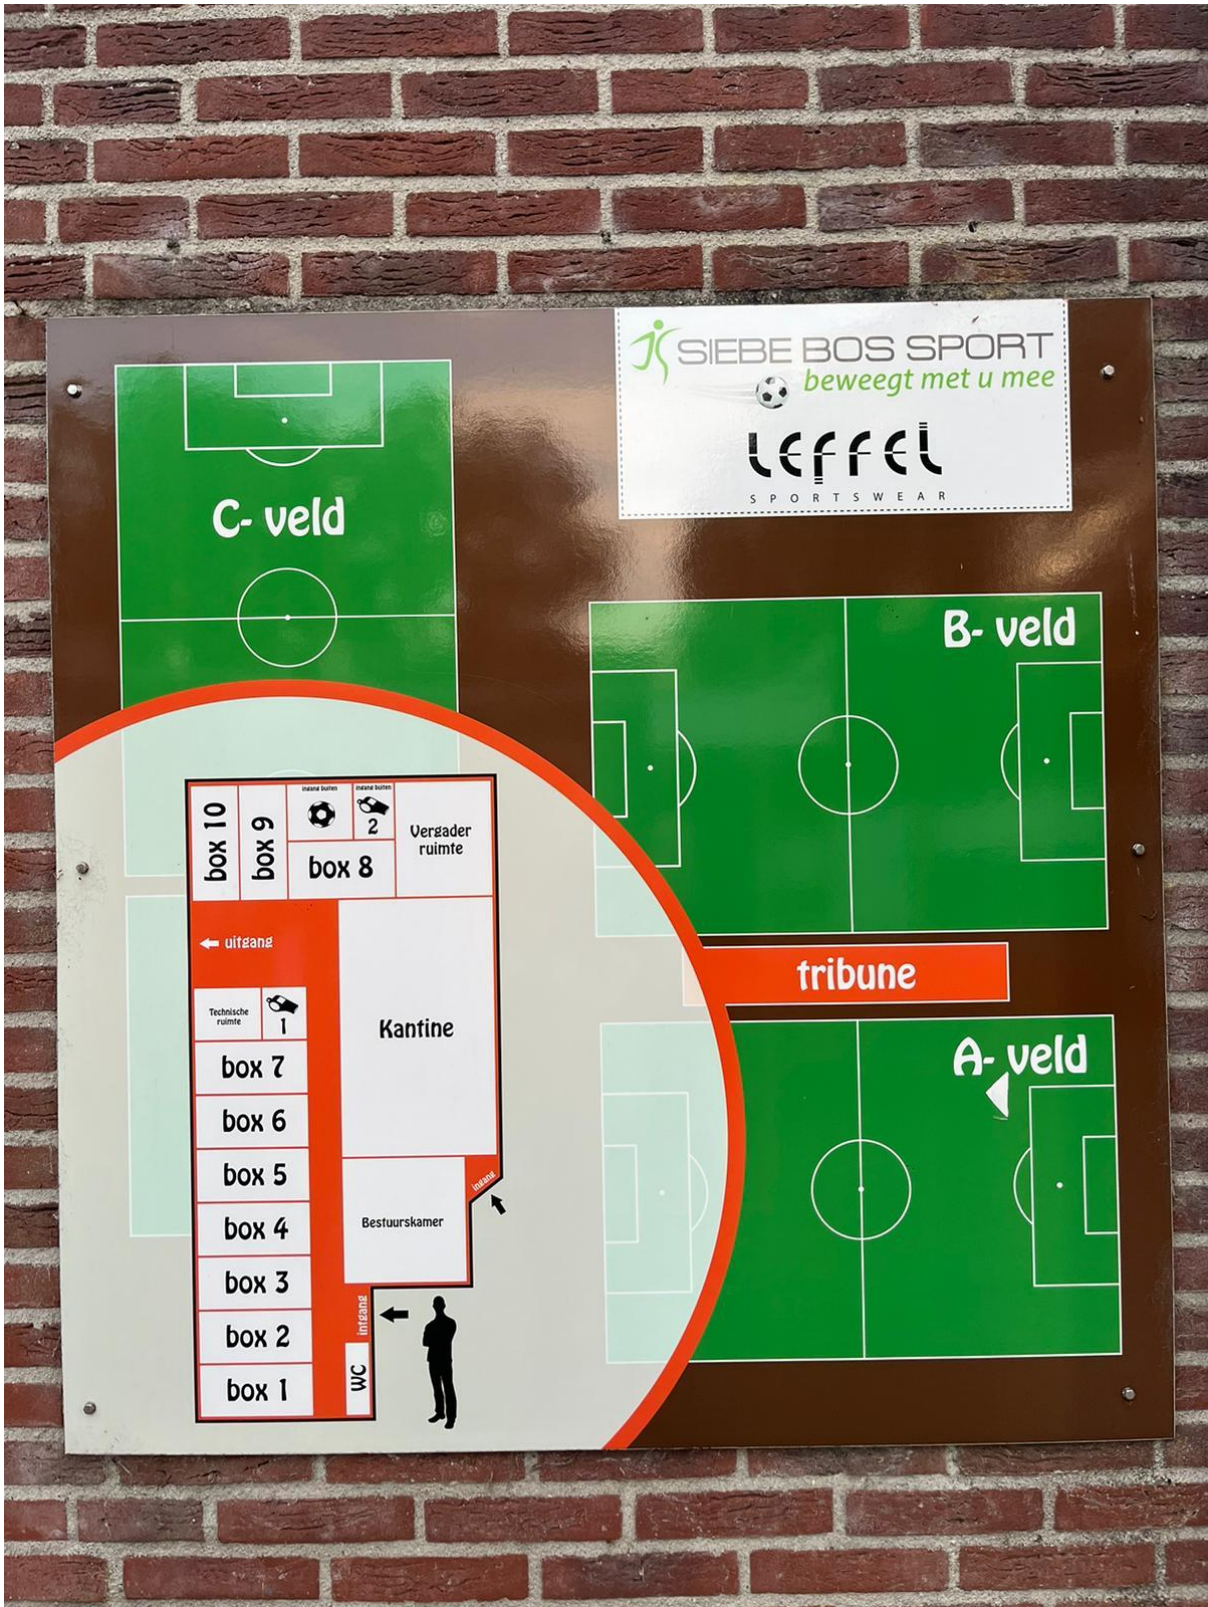 SIEBE BOS SPORT
beweegt met u mee
LEFFEL
SPORTSWEAR
C- veld
B- veld
tribune
A- veld
box 10
box 9
ingang buiten
ingang buiten
2
box 8
Vergader
ruimte
uitgang
Technische
ruimte
1
Kantine
box 7
box 6
box 5
box 4
box 3
box 2
box 1
Bestuurskamer
ingang
intgang
WC